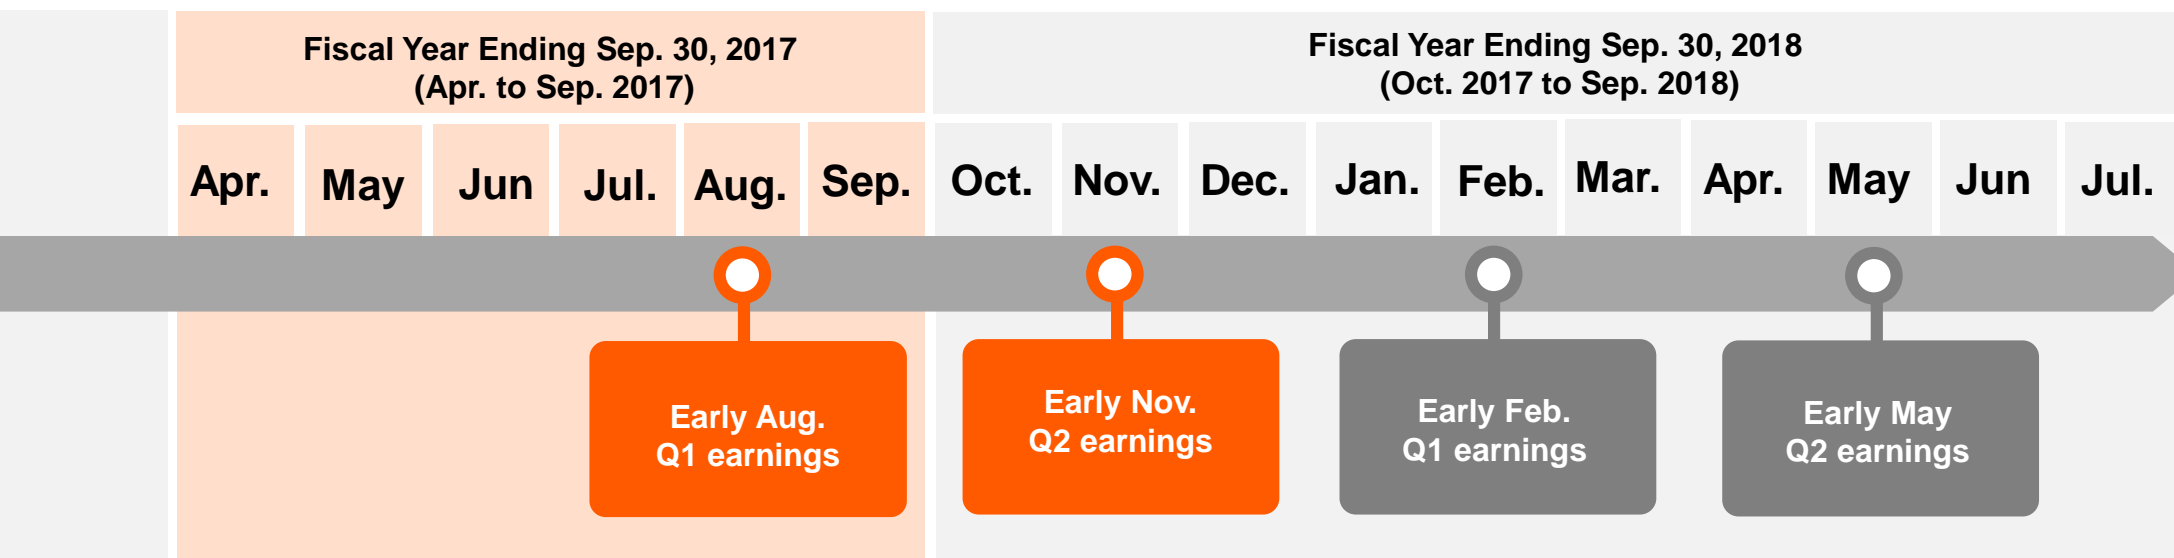 Fiscal Year Ending Sep. 30, 2017
(Apr. to Sep. 2017)
Fiscal Year Ending Sep. 30, 2018
(Oct. 2017 to Sep. 2018)
Apr. May Jun Jul. Aug. Sep. Oct. Nov. Dec. Jan. Feb. Mar. Apr. May Jun Jul.
Early Aug.
Q1 earnings
Early Nov.
Q2 earnings
Early Feb.
Q1 earnings
Early May
Q2 earnings